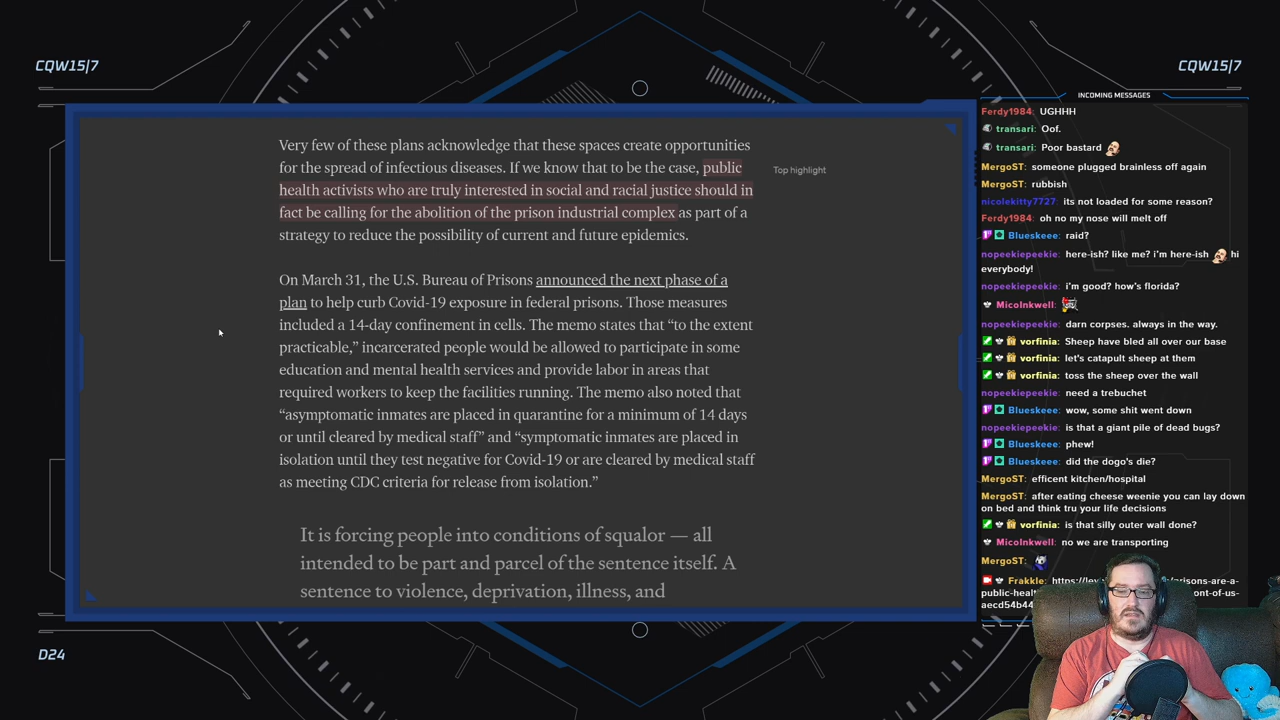 CQW15|7
CQW15|7
INCOMING MESSAGES
Very few of these plans acknowledge that these spaces create opportunities
for the spread of infectious diseases. If we know that to be the case, public
health activists who are truly interested in social and racial justice should in
fact be calling for the abolition of the prison industrial complex as part of a
strategy to reduce the possibility of current and future epidemics.
Top highlight
On March 31, the U.S. Bureau of Prisons announced the next phase of a
plan to help curb Covid-19 exposure in federal prisons. Those measures
included a 14-day confinement in cells. The memo states that “to the extent
practicable,” incarcerated people would be allowed to participate in some
education and mental health services and provide labor in areas that
required workers to keep the facilities running. The memo also noted that
“asymptomatic inmates are placed in quarantine for a minimum of 14 days
or until cleared by medical staff” and “symptomatic inmates are placed in
isolation until they test negative for Covid-19 or are cleared by medical staff
as meeting CDC criteria for release from isolation.”
It is forcing people into conditions of squalor — all
intended to be part and parcel of the sentence itself. A
sentence to violence, deprivation, illness, and
Ferdy1984: UGHHH
transari: Oof.
transari: Poor bastard
MergoST: someone plugged brainless off again
MergoST: rubbish
nicolekitty7727: its not loaded for some reason?
Ferdy1984: oh no my nose will melt off
Blueskeee: raid?
nopeekiepeekie: here-ish? like me? i'm here-ish hi
everybody!
nopeekiepeekie: i'm good? how's florida?
MicoInkwell:
nopeekiepeekie: darn corpses. always in the way.
vorfinia: Sheep have bled all over our base
vorfinia: let's catapult sheep at them
vorfinia: toss the sheep over the wall
nopeekiepeekie: need a trebuchet
Blueskeee: wow, some shit went down
nopeekiepeekie: is that a giant pile of dead bugs?
Blueskeee: phew!
Blueskeee: did the dogo's die?
MergoST: efficent kitchen/hospital
MergoST: after eating cheese weenie you can lay down
on bed and think tru your life decisions
vorfinia: is that silly outer wall done?
MicoInkwell: no we are transporting
MergoST:
Frakkle: https://lev
risons-are-a-
public-heal
ont-of-us-
aecd54b44
D24